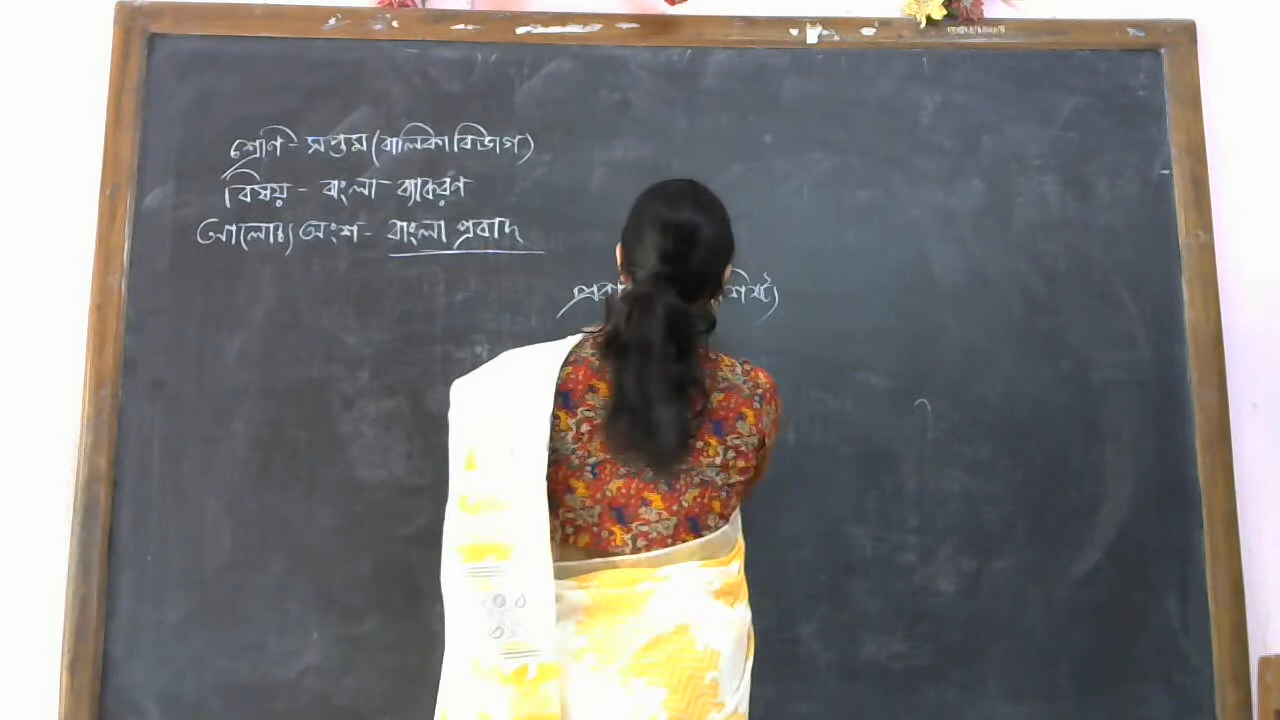 শ্রেণি - সপ্তম (বালিকা বিভাগ)
বিষয় - বাংলা ব্যাকরণ
আলোচ্য অংশ - বাংলা প্রবাদ